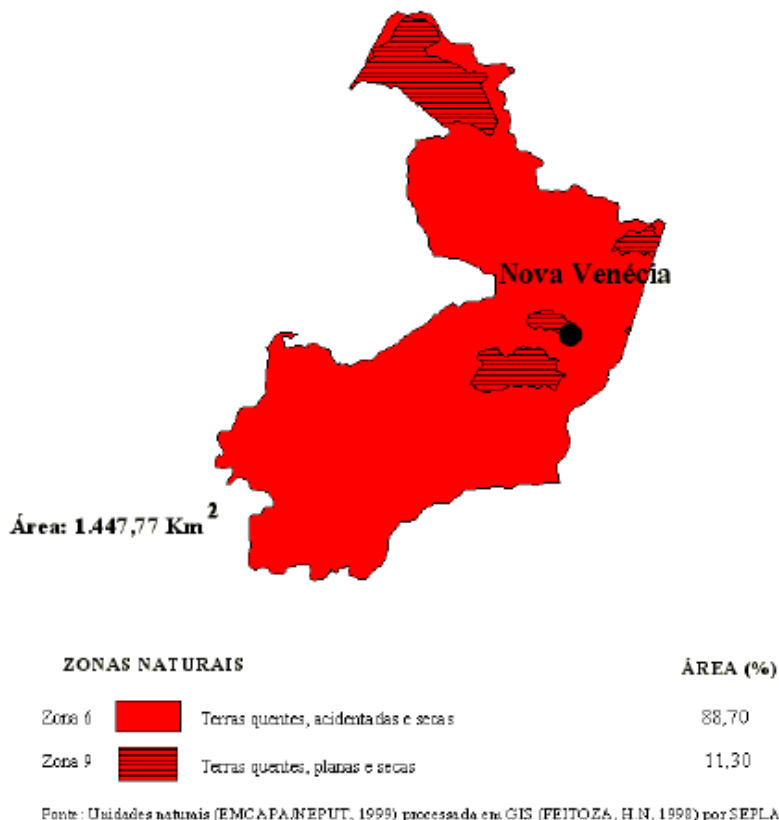 Nova Venécia
Área: 1.447,77 Km²
ZONAS NATURAIS ÁREA (%)
Zona 6 Terras quentes, acidentadas e secas 88,70
Zona 9 Terras quentes, planas e secas 11,30
Fonte: Unidades naturais (EMCAPA/NEPUT, 1999) processada em GIS (FEITOZA, H.N, 1998) por SEPLA